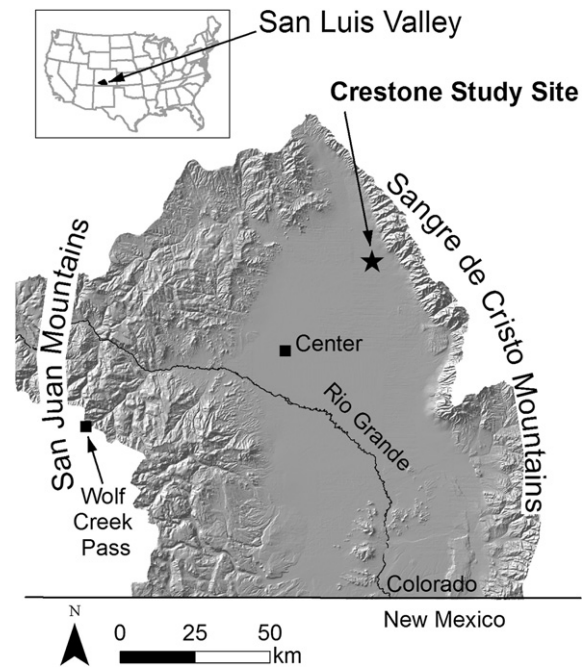 San Luis Valley
Crestone Study Site
Sangre de Cristo Mountains
San Juan Mountains
Center
Rio Grande
Wolf
Creek
Pass
Colorado
New Mexico
N
0 25 50
km